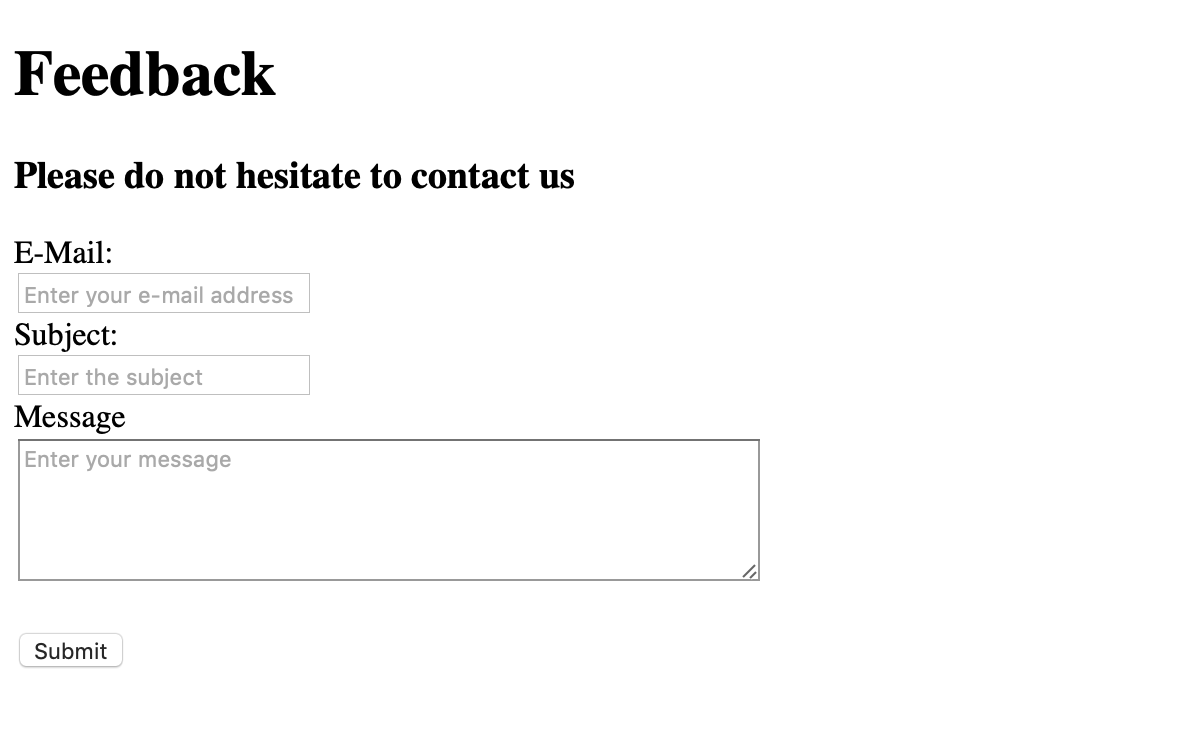 Feedback
Please do not hesitate to contact us
E-Mail:
Enter your e-mail address
Subject:
Enter the subject
Message
Enter your message
Submit